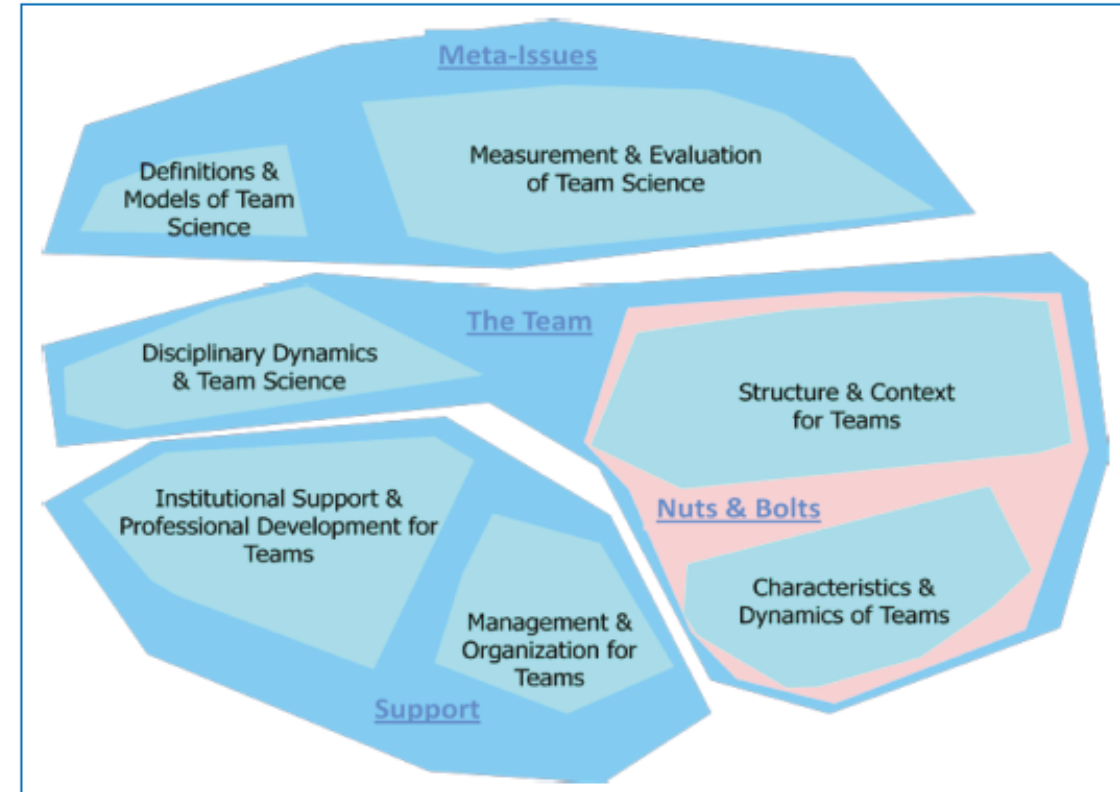 Meta-Issues
Definitions &
Models of Team
Science
Measurement & Evaluation
of Team Science
The Team
Disciplinary Dynamics
& Team Science
Structure & Context
for Teams
Nuts & Bolts
Characteristics &
Dynamics of Teams
Institutional Support &
Professional Development for
Teams
Management &
Organization for
Teams
Support